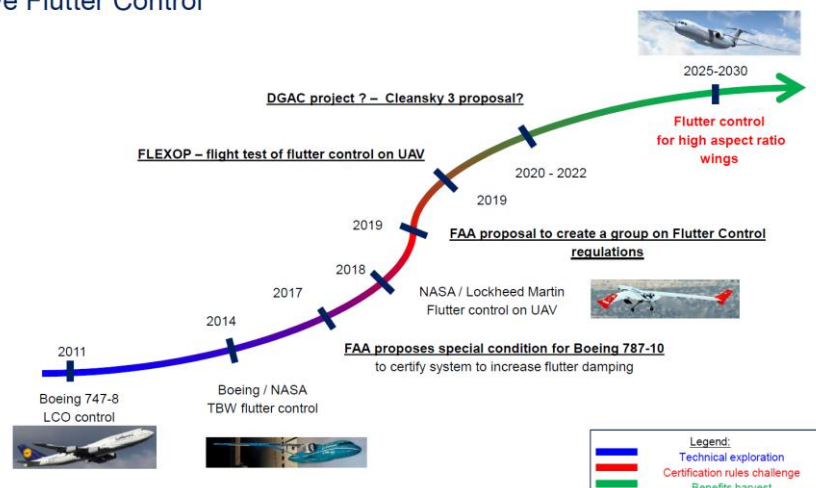 Flutter Control
2025-2030
DGAC project ? – Cleansky 3 proposal?
Flutter control
for high aspect ratio
wings
FLEXOP – flight test of flutter control on UAV
2020 - 2022
2019
2019
FAA proposal to create a group on Flutter Control
regulations
2018
NASA / Lockheed Martin
Flutter control on UAV
2017
2014
FAA proposes special condition for Boeing 787-10
to certify system to increase flutter damping
2011
Boeing 747-8
LCO control
Boeing / NASA
TBW flutter control
Legend:
Technical exploration
Certification rules challenge
Benefits harvest